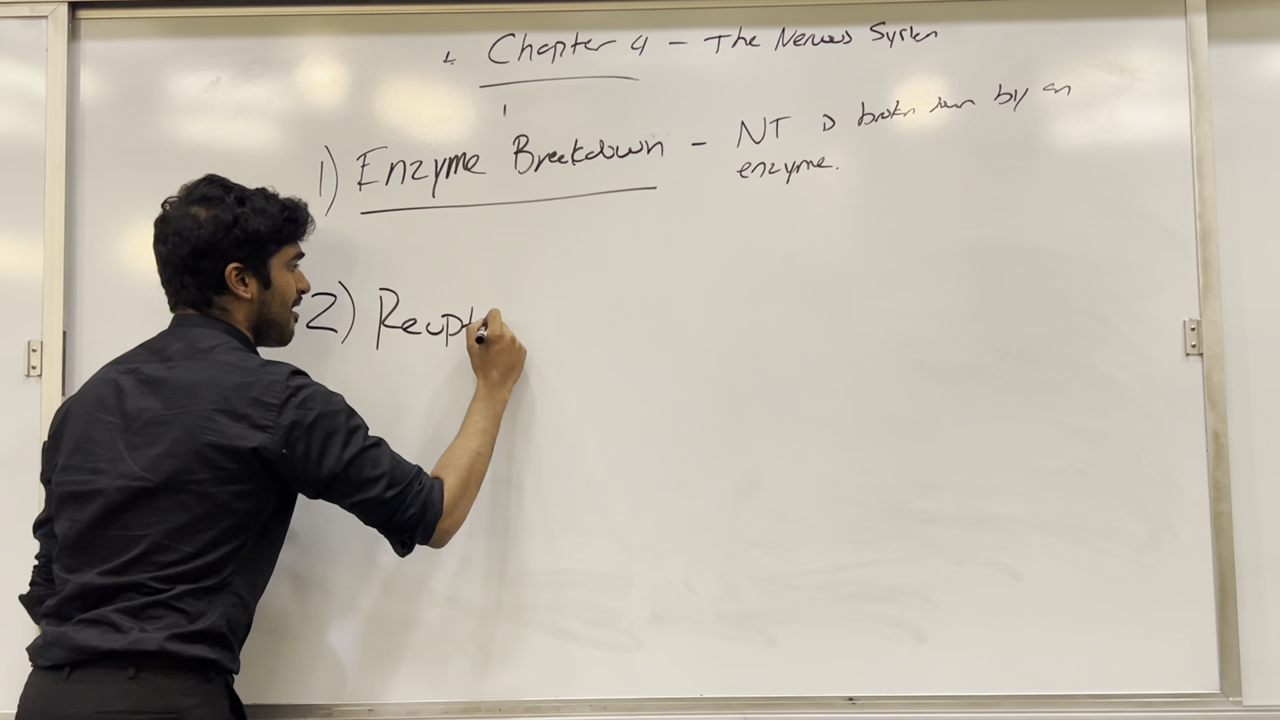 Chapter 4 - The Nervous System
1) Enzyme Breakdown - NT is broken down by an
enzyme.
2) Reupt